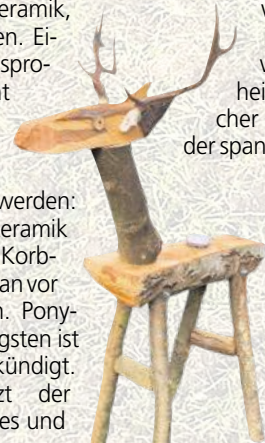 eramik,
en. Ei-
spro-
t
werden:
eramik
Korb-
an vor
n. Pony-
gsten ist
kündigt.
zt der
es und
v
v
hei
cher
der span